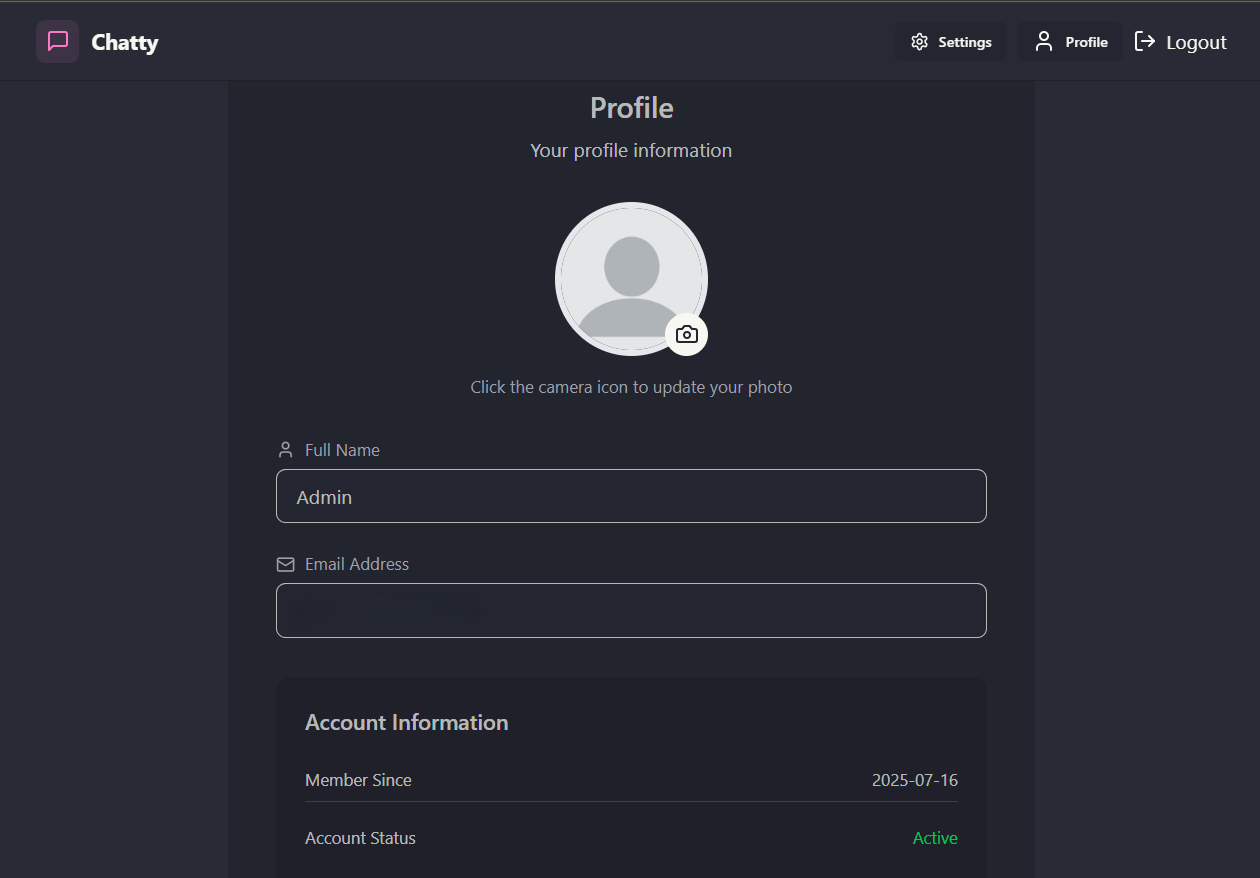 Chatty
Settings
Profile
Logout
Profile
Your profile information
Click the camera icon to update your photo
Full Name
Admin
Email Address
Account Information
Member Since 2025-07-16
Account Status Active